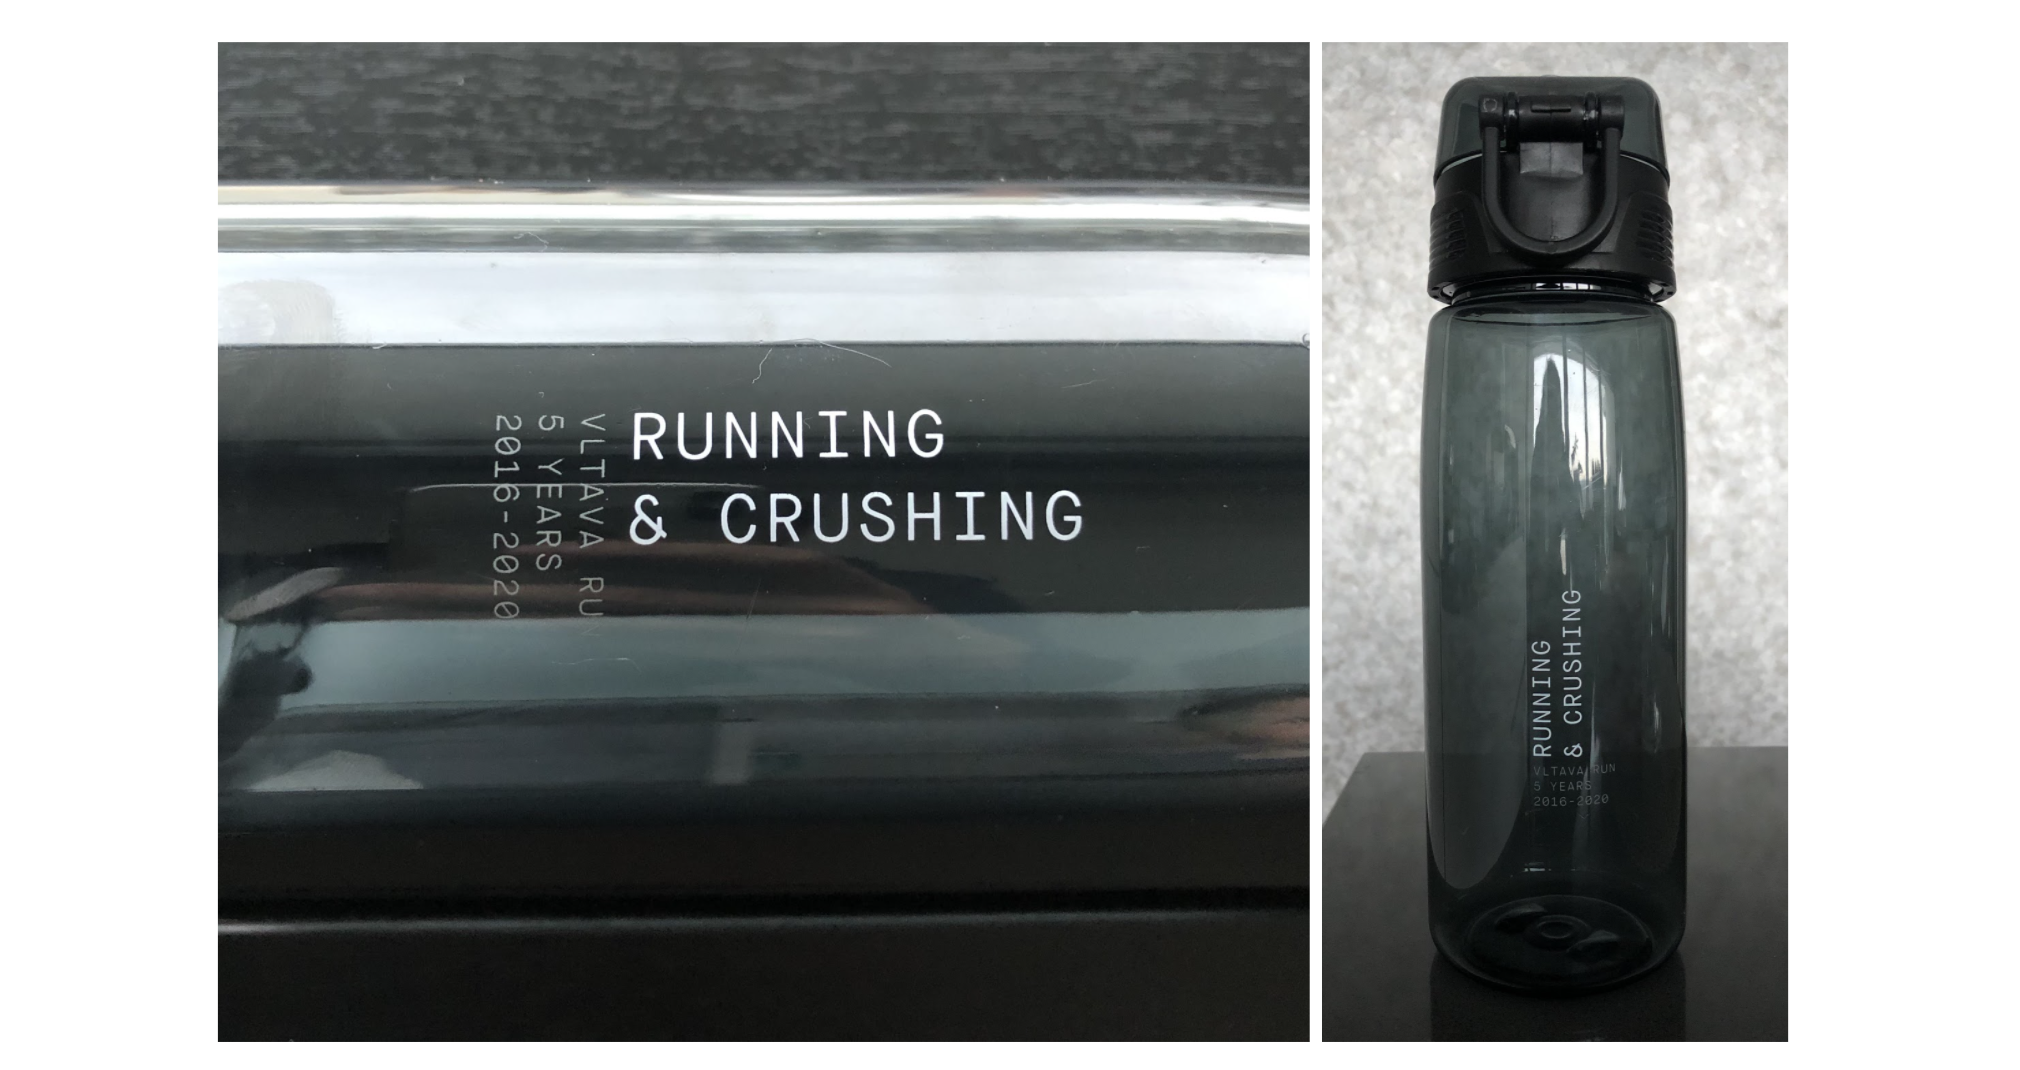 RUNNING
& CRUSHING
VLTAVA RUN
5 YEARS
2016-2020
RUNNING
& CRUSHING
VLTAVA RUN
5 YEARS
2016-2020